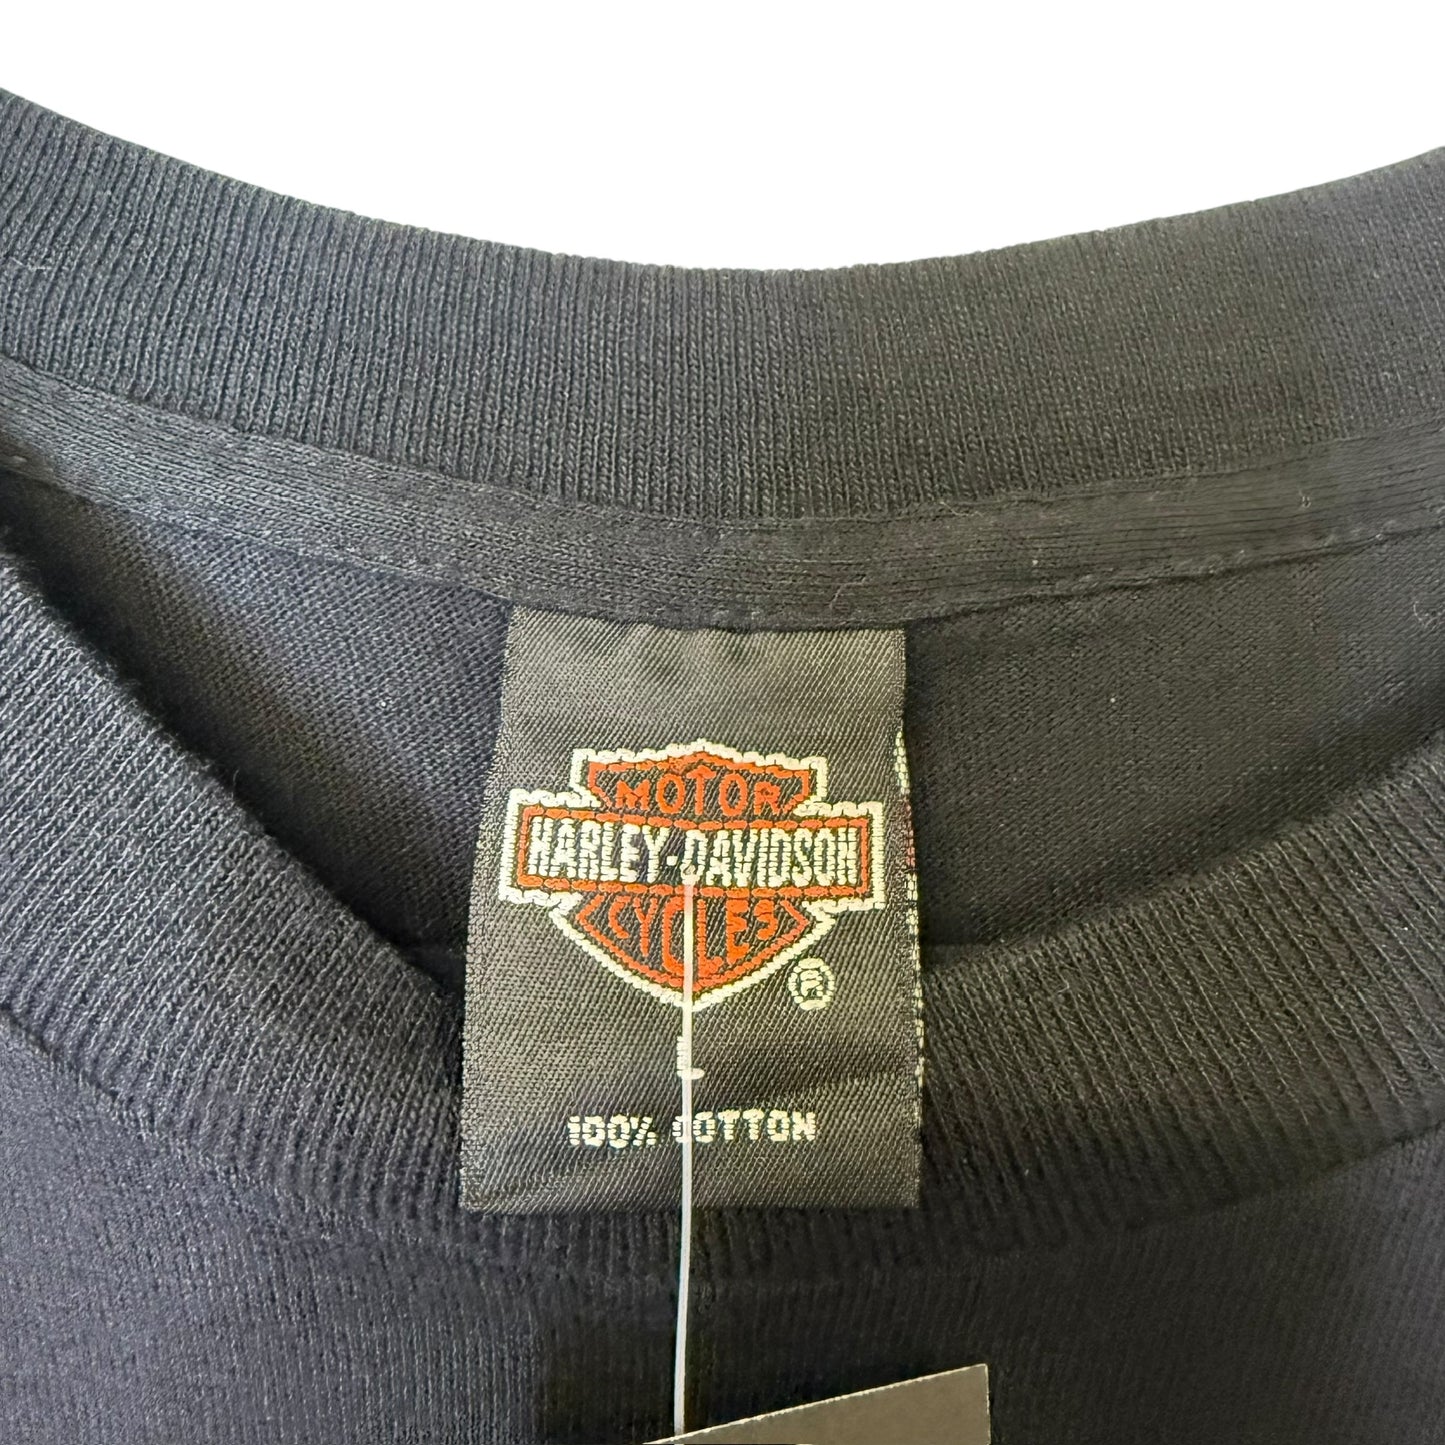 MOTOR
HARLEY-DAVIDSON
CYCLES
®
L
100% COTTON